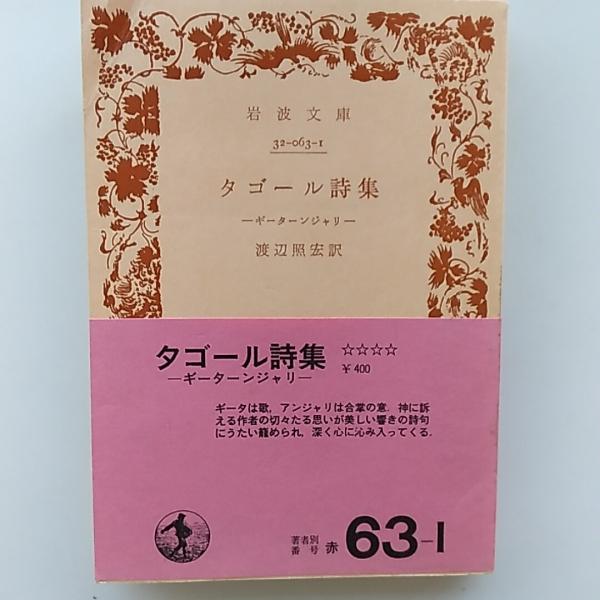 岩波文庫
32-063-1
タゴール詩集
—ギーターンジャリ—
渡辺照宏訳
タゴール詩集 ☆☆☆☆
—ギーターンジャリ— ￥400
ギータは歌，アンジャリは合掌の意．神に訴
える作者の切々たる思いが美しい響きの詩句
にうたい籠められ，深く心に沁み入ってくる．
著者別
番号 赤 63-1